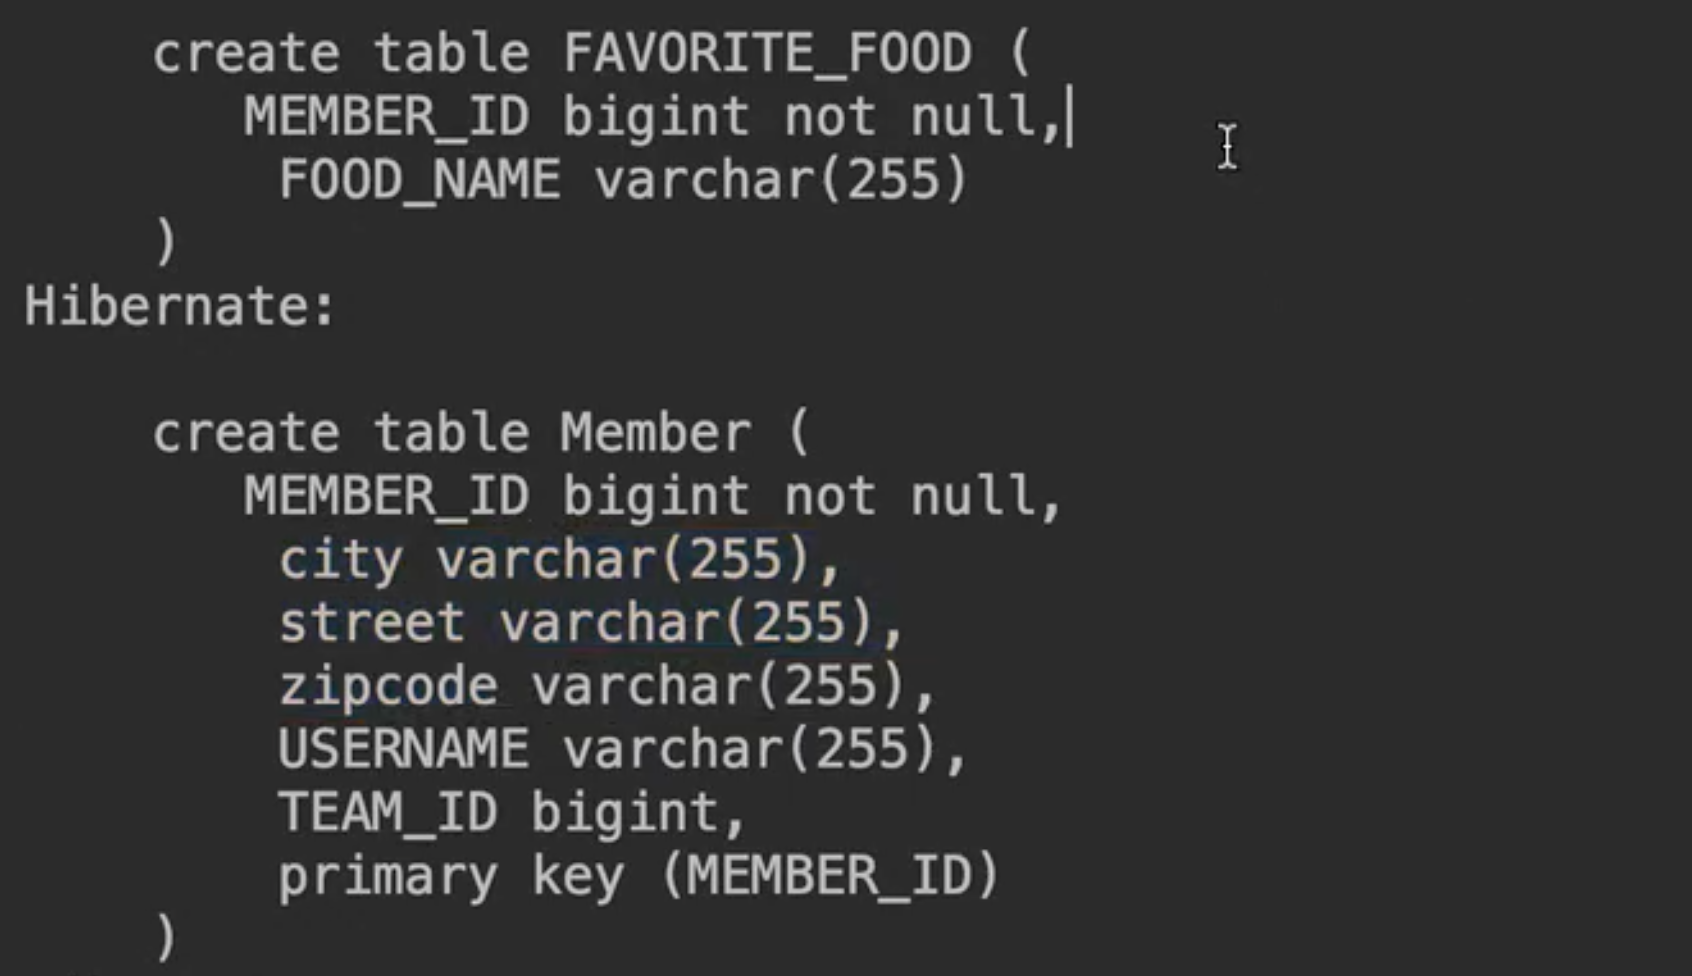 create table FAVORITE_FOOD (
MEMBER_ID bigint not null,
FOOD_NAME varchar(255)
)
Hibernate:
create table Member (
MEMBER_ID bigint not null,
city varchar(255),
street varchar(255),
zipcode varchar(255),
USERNAME varchar(255),
TEAM_ID bigint,
primary key (MEMBER_ID)
)